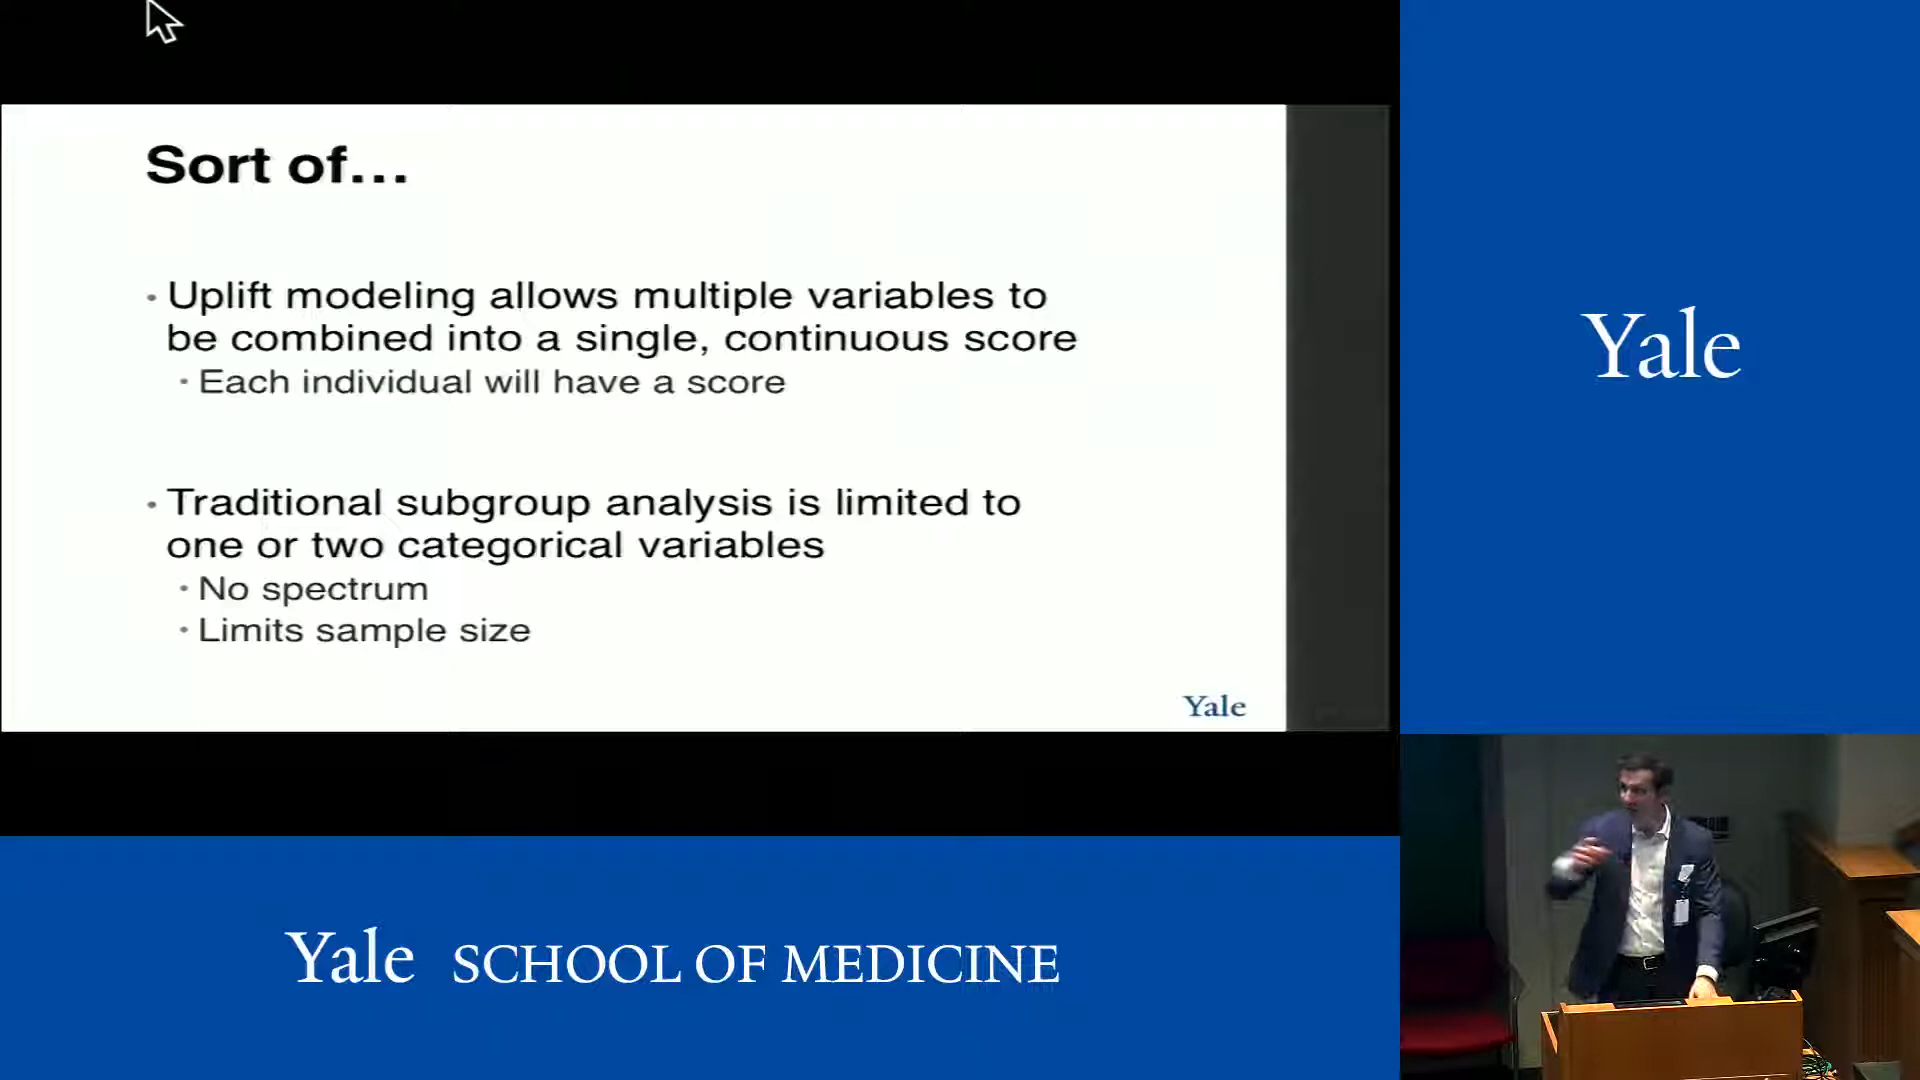 Sort of...
• Uplift modeling allows multiple variables to
be combined into a single, continuous score
• Each individual will have a score
• Traditional subgroup analysis is limited to
one or two categorical variables
• No spectrum
• Limits sample size
Yale
Yale
Yale SCHOOL OF MEDICINE